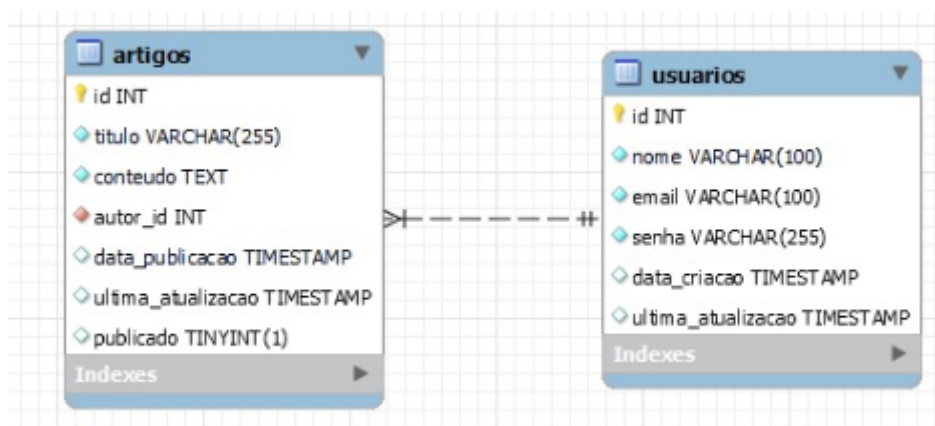 artigos
id INT
titulo VARCHAR(255)
conteudo TEXT
autor_id INT
data_publicacao TIMESTAMP
ultima_atualizacao TIMESTAMP
publicado TINYINT(1)
Indexes
usuarios
id INT
nome VARCHAR(100)
email VARCHAR(100)
senha VARCHAR(255)
data_criacao TIMESTAMP
ultima_atualizacao TIMESTAMP
Indexes